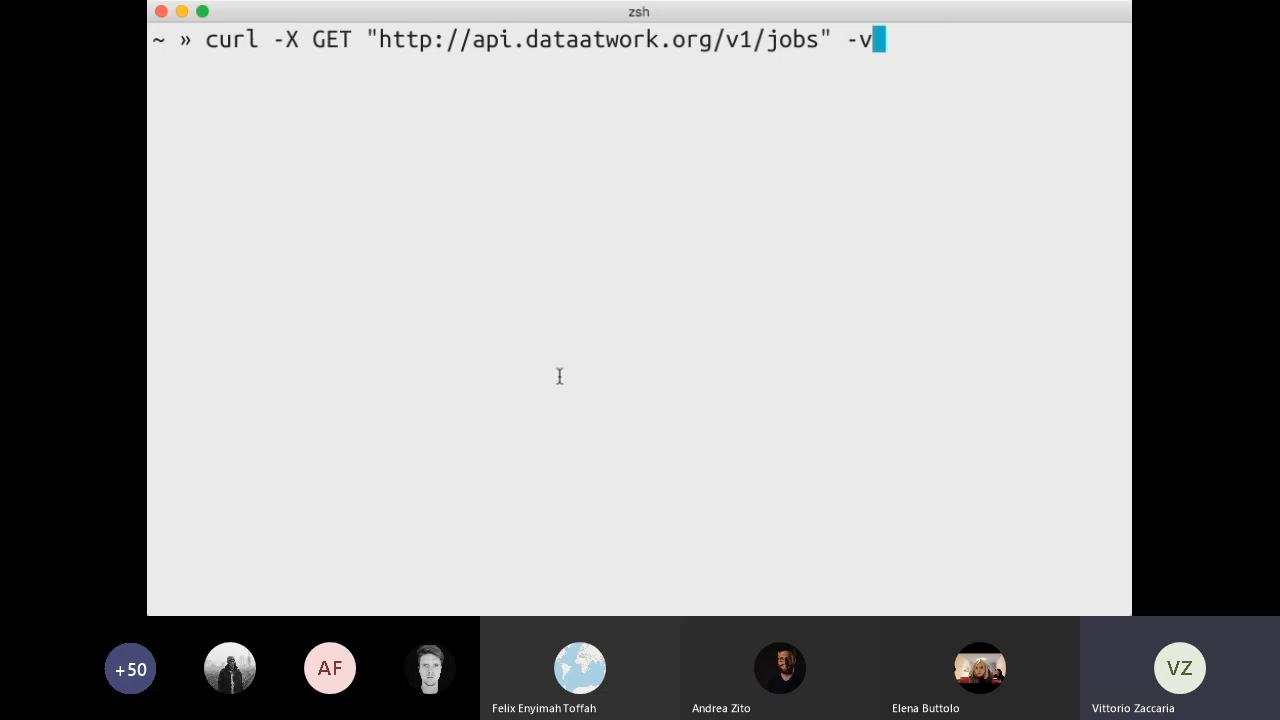 zsh
~ » curl -X GET "http://api.dataatwork.org/v1/jobs" -v
+50
AF
VZ
Felix Enyimah Toffah
Andrea Zito
Elena Buttolo
Vittorio Zaccaria